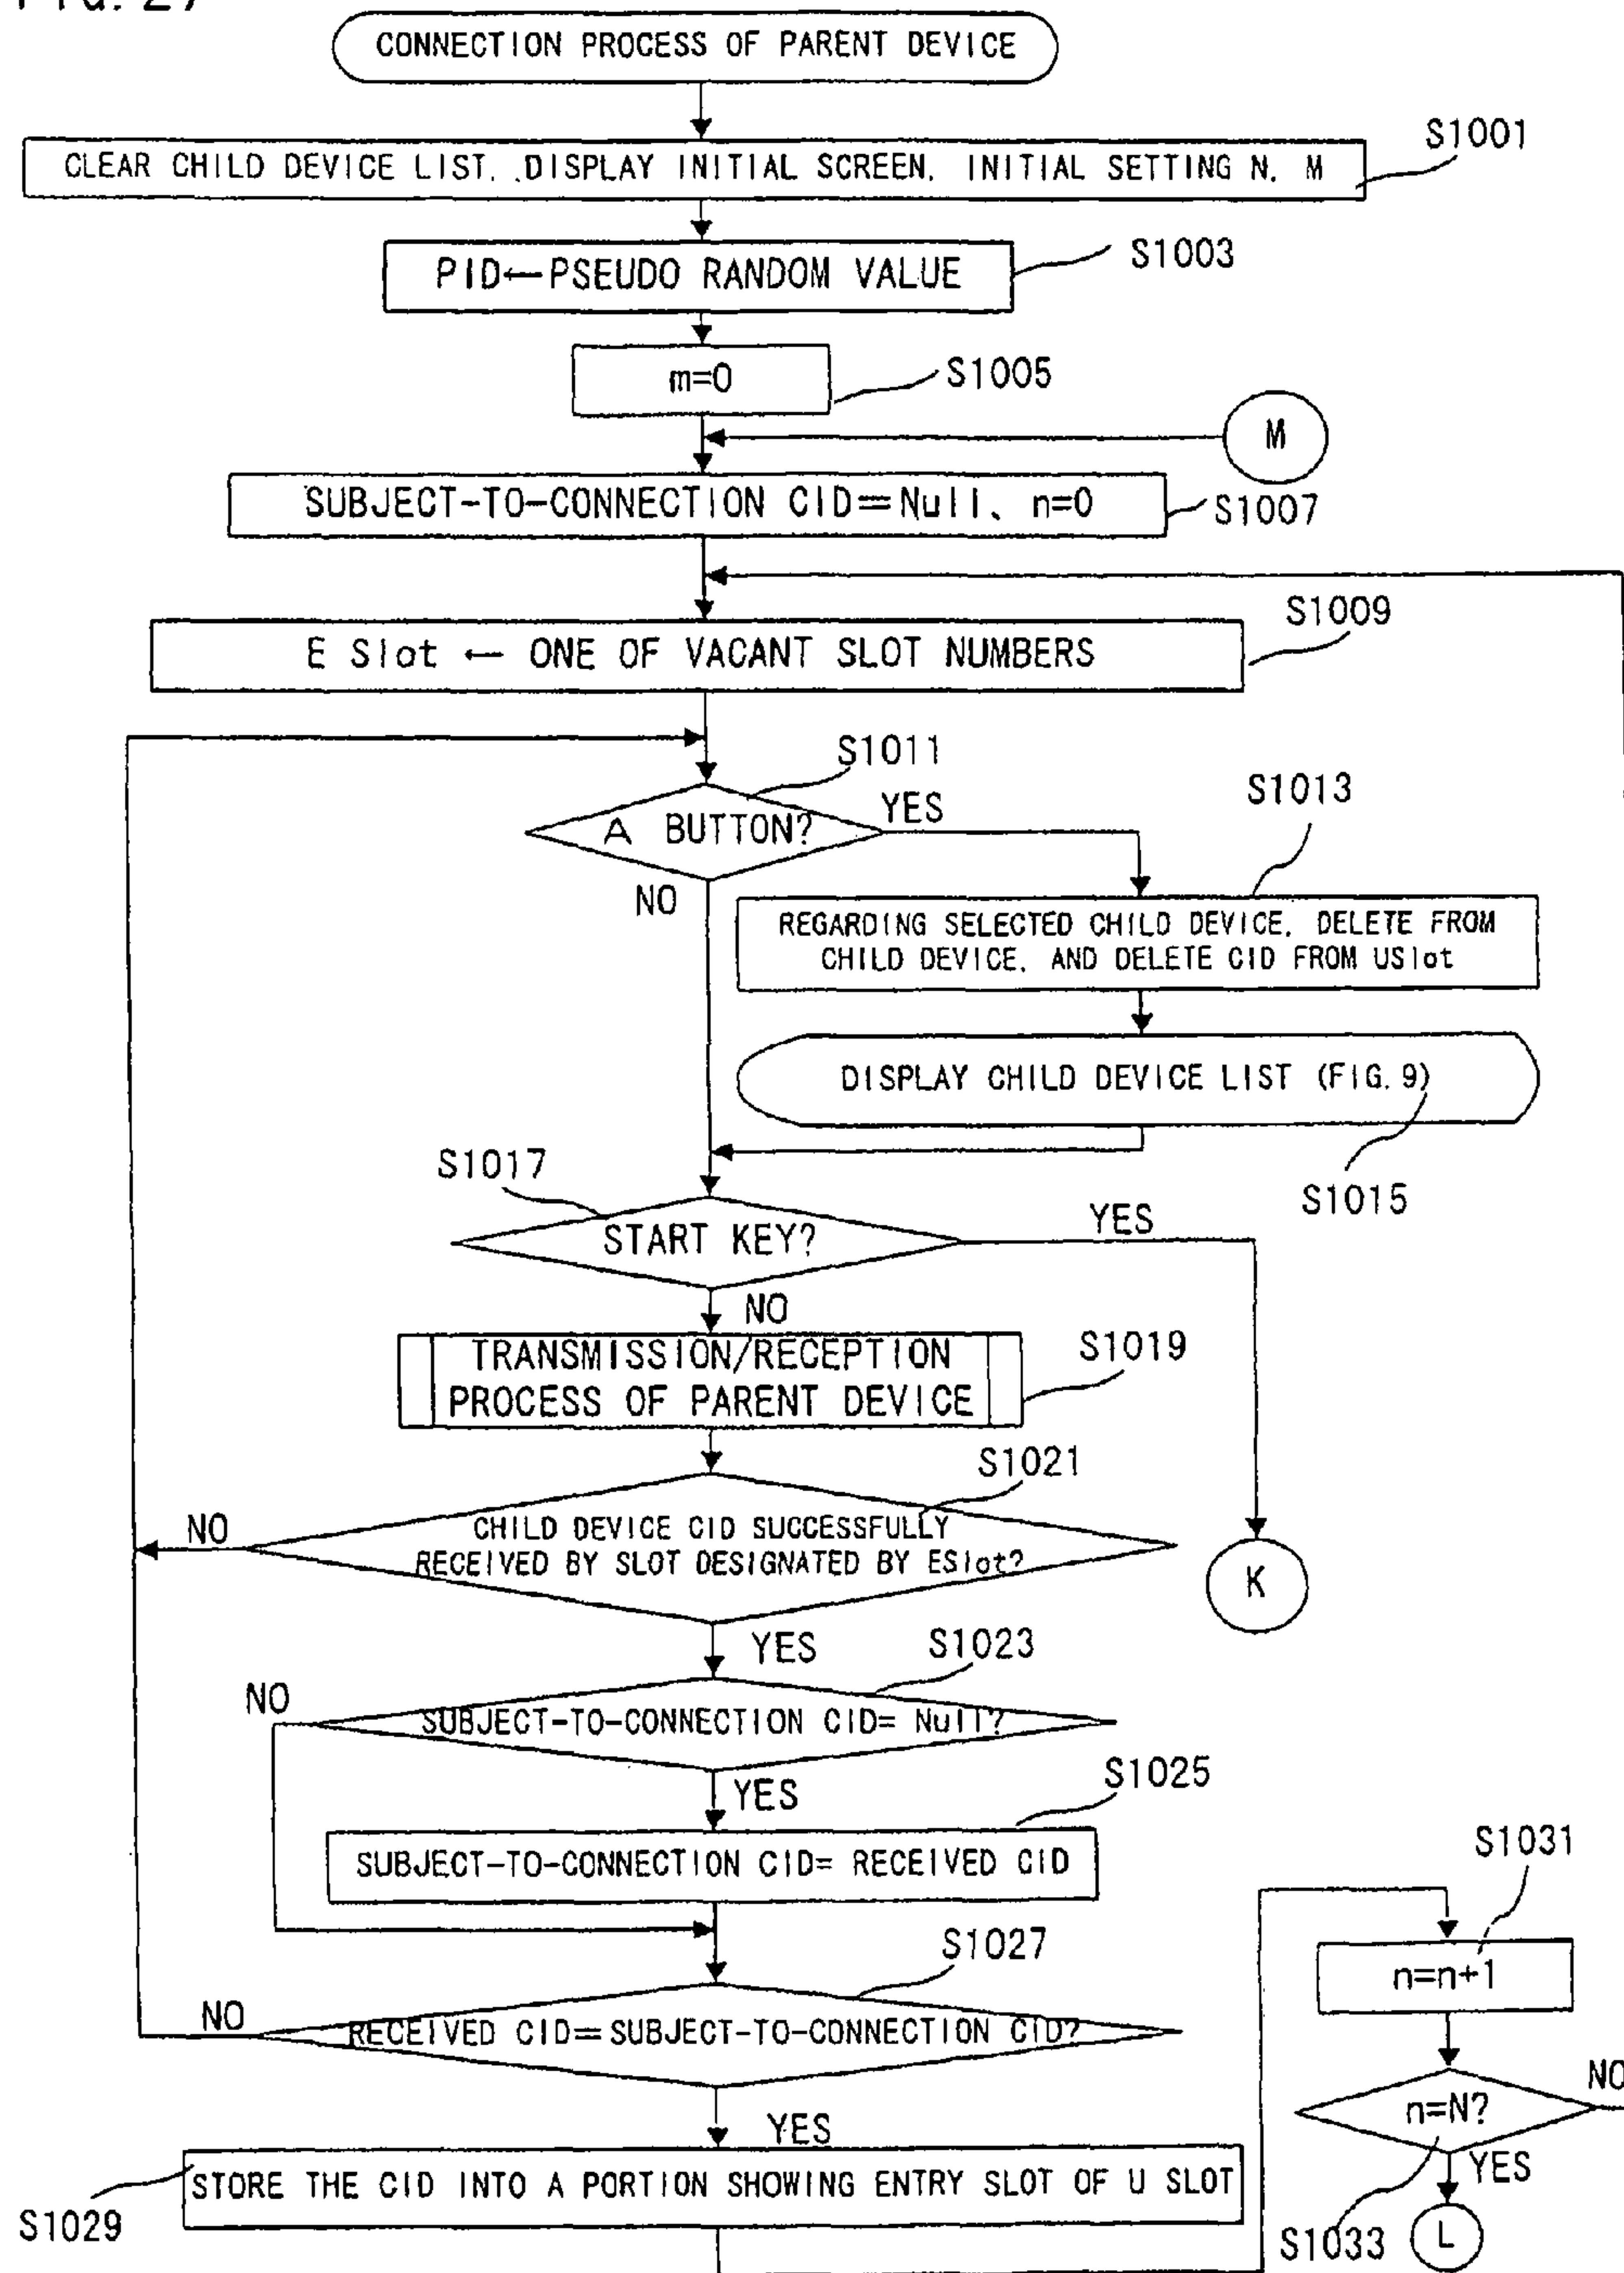 FIG. 27
CONNECTION PROCESS OF PARENT DEVICE
S1001
CLEAR CHILD DEVICE LIST, DISPLAY INITIAL SCREEN, INITIAL SETTING N, M
S1003
PID←PSEUDO RANDOM VALUE
m=0
S1005
M
SUBJECT-TO-CONNECTION CID=Null、n=0
S1007
S1009
E Slot ← ONE OF VACANT SLOT NUMBERS
S1011
A BUTTON?
YES
NO
S1013
REGARDING SELECTED CHILD DEVICE, DELETE FROM
CHILD DEVICE, AND DELETE CID FROM USlot
DISPLAY CHILD DEVICE LIST (FIG. 9)
S1015
S1017
START KEY?
YES
NO
TRANSMISSION/RECEPTION
PROCESS OF PARENT DEVICE
S1019
S1021
CHILD DEVICE CID SUCCESSFULLY
RECEIVED BY SLOT DESIGNATED BY ESlot?
NO
YES
K
S1023
SUBJECT-TO-CONNECTION CID= Null?
NO
YES
S1025
SUBJECT-TO-CONNECTION CID= RECEIVED CID
S1027
RECEIVED CID=SUBJECT-TO-CONNECTION CID?
NO
YES
STORE THE CID INTO A PORTION SHOWING ENTRY SLOT OF U SLOT
S1029
S1031
n=n+1
n=N?
NO
YES
S1033
L